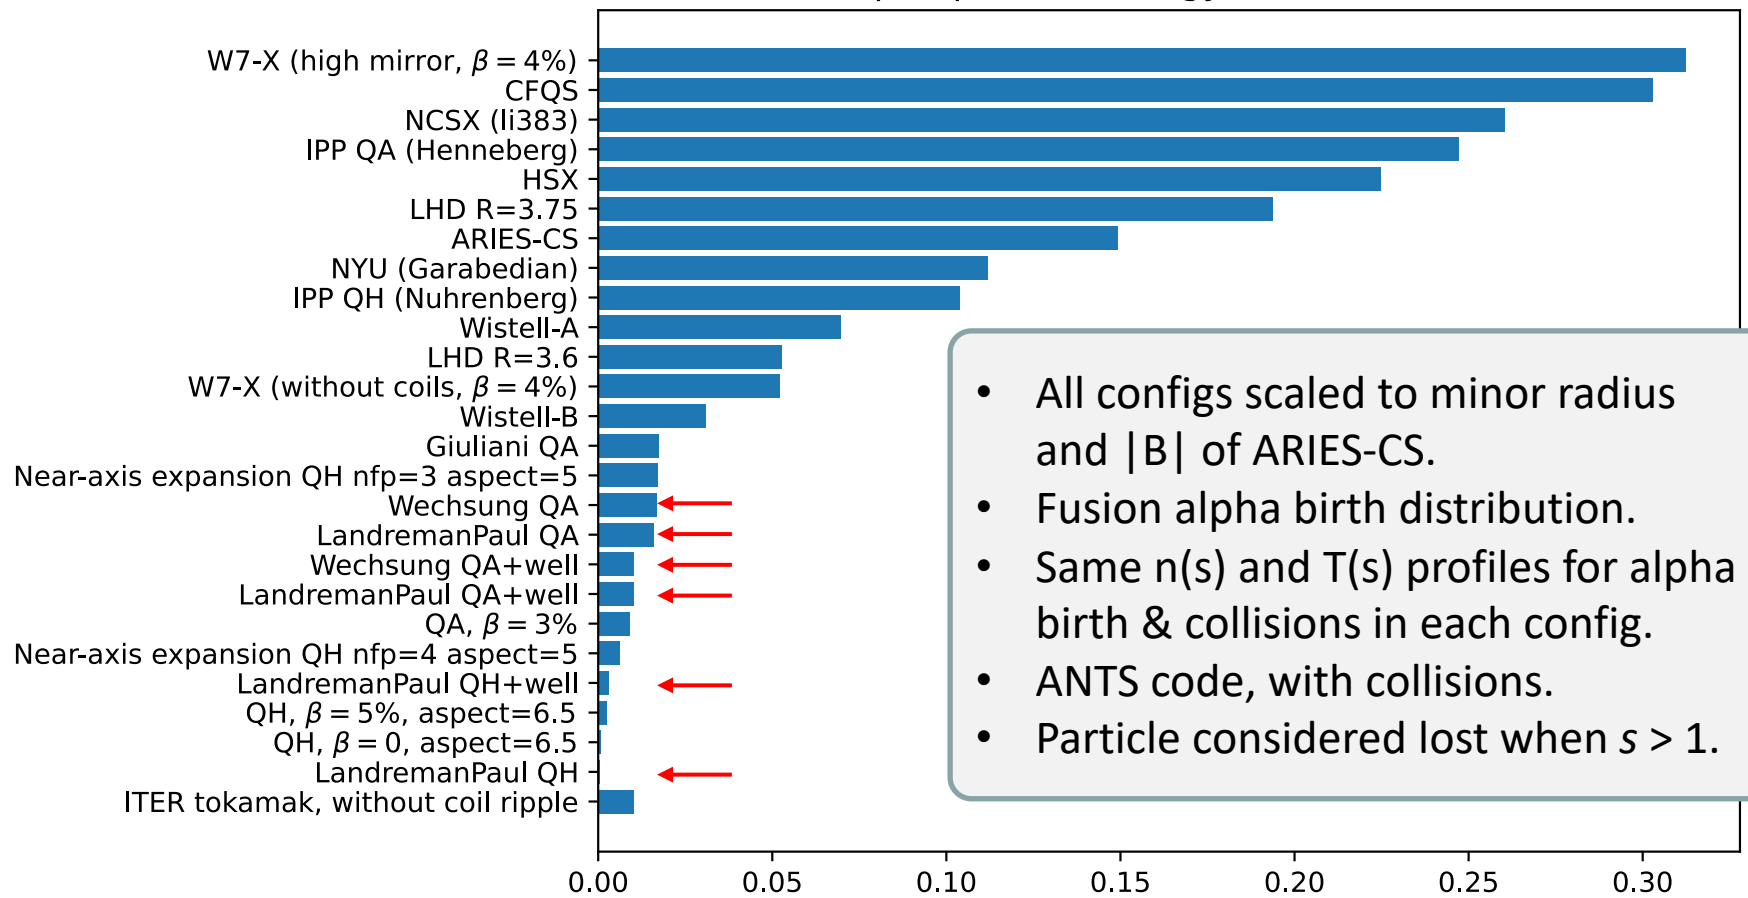 W7-X (high mirror, β = 4%)
CFQS
NCSX (li383)
IPP QA (Henneberg)
HSX
LHD R=3.75
ARIES-CS
NYU (Garabedian)
IPP QH (Nuhrenberg)
Wistell-A
LHD R=3.6
W7-X (without coils, β = 4%)
Wistell-B
Giuliani QA
Near-axis expansion QH nfp=3 aspect=5
Wechsung QA
LandremanPaul QA
Wechsung QA+well
LandremanPaul QA+well
QA, β = 3%
Near-axis expansion QH nfp=4 aspect=5
LandremanPaul QH+well
QH, β = 5%, aspect=6.5
QH, β = 0, aspect=6.5
LandremanPaul QH
ITER tokamak, without coil ripple
0.00 0.05 0.10 0.15 0.20 0.25 0.30
• All configs scaled to minor radius
and |B| of ARIES-CS.
• Fusion alpha birth distribution.
• Same n(s) and T(s) profiles for alpha
birth & collisions in each config.
• ANTS code, with collisions.
• Particle considered lost when s > 1.